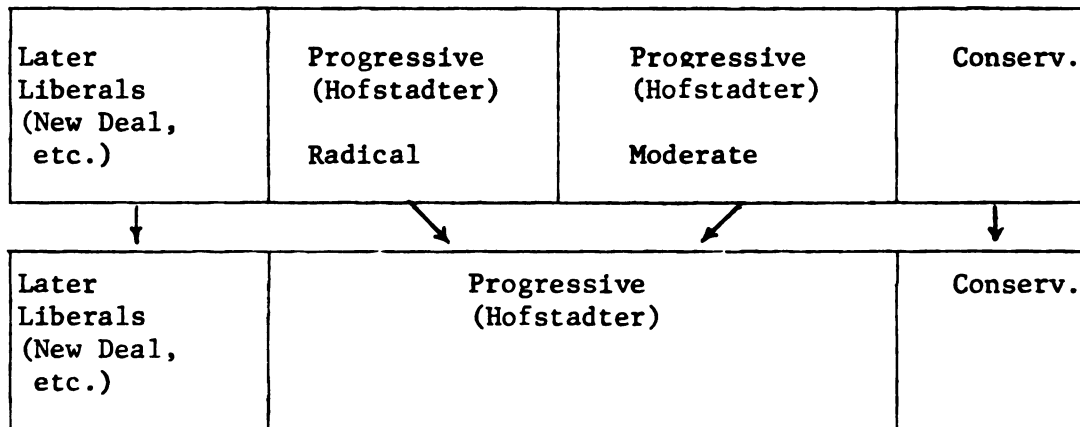 Later
Liberals
(New Deal,
etc.)
Progressive
(Hofstadter)
Radical
Progressive
(Hofstadter)
Moderate
Conserv.
Later
Liberals
(New Deal,
etc.)
Progressive
(Hofstadter)
Conserv.